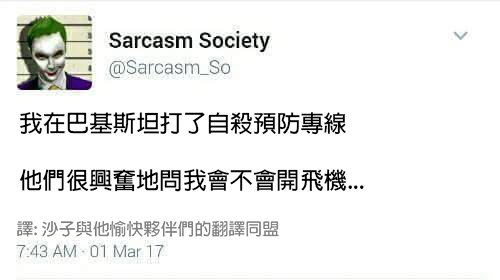 Sarcasm Society
@Sarcasm_So
我在巴基斯坦打了自殺預防專線
他們很興奮地問我會不會開飛機...
譯: 沙子與他愉快夥伴們的翻譯同盟
7:43 AM · 01 Mar 17